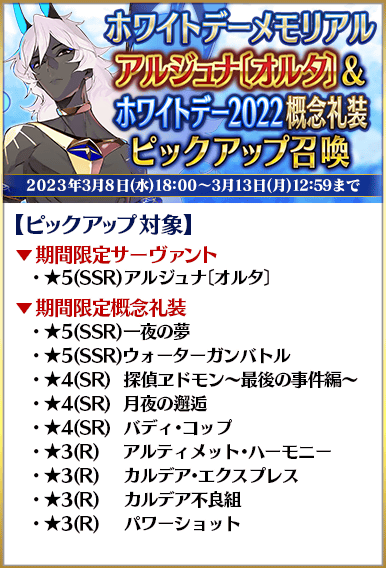 ホワイトデーメモリアル
アルジュナ〔オルタ〕&
ホワイトデー2022概念礼装
ピックアップ召喚
2023年3月8日(水)18:00～3月13日(月)12:59まで
【ピックアップ対象】
▼期間限定サーヴァント
・★5(SSR)アルジュナ〔オルタ〕
▼期間限定概念礼装
・★5(SSR)一夜の夢
・★5(SSR)ウォーターガンバトル
・★4(SR) 探偵ヱドモン～最後の事件編～
・★4(SR) 月夜の邂逅
・★4(SR) バディ・コップ
・★3(R) アルティメット・ハーモニー
・★3(R) カルデア・エクスプレス
・★3(R) カルデア不良組
・★3(R) パワーショット